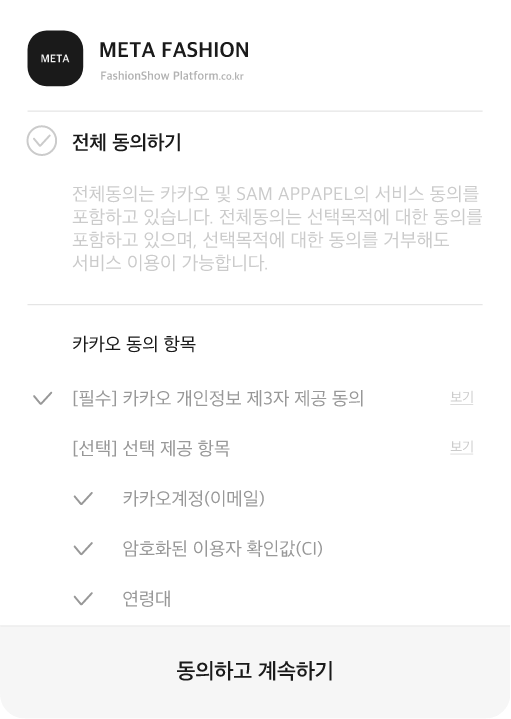 META
META FASHION
FashionShow Platform.co.kr
전체 동의하기
전체동의는 카카오 및 SAM APPAPEL의 서비스 동의를
포함하고 있습니다. 전체동의는 선택목적에 대한 동의를
포함하고 있으며, 선택목적에 대한 동의를 거부해도
서비스 이용이 가능합니다.
카카오 동의 항목
[필수] 카카오 개인정보 제3자 제공 동의 보기
[선택] 선택 제공 항목 보기
카카오계정(이메일)
암호화된 이용자 확인값(CI)
연령대
동의하고 계속하기